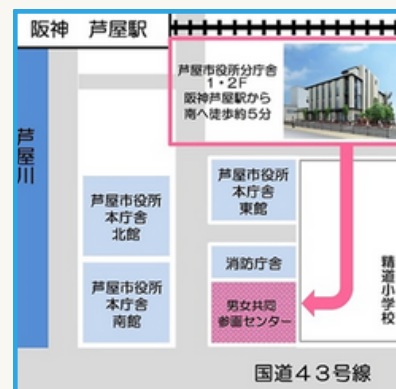 阪神 芦屋駅
芦屋市役所分庁舎
1・2F
阪神芦屋駅から
南へ徒歩約5分
芦屋川
芦屋市役所
本庁舎
北館
芦屋市役所
本庁舎
東館
消防庁舎
芦屋市役所
本庁舎
南館
男女共同
参画センター
精道小学校
国道43号線